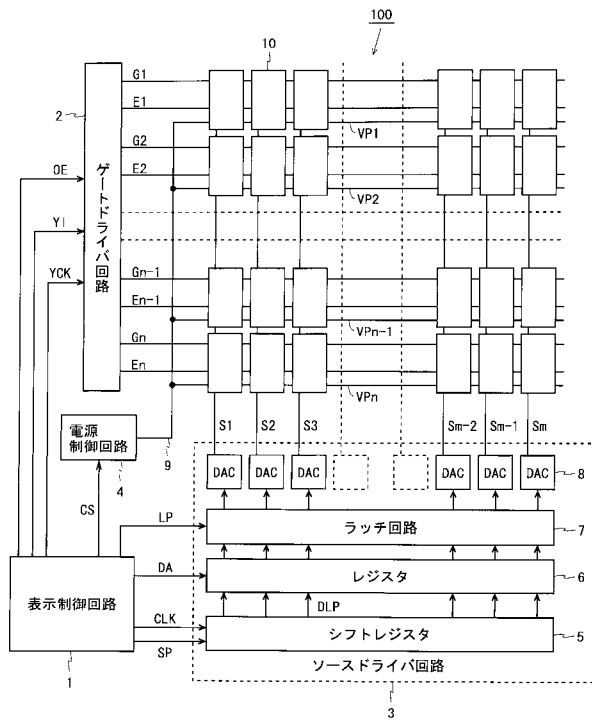 100
10
G1
E1
VP1
2
G2
E2
VP2
OE
YI
YCK
ゲートドライバ回路
Gn-1
En-1
VPn-1
Gn
En
VPn
電源
制御回路
4
9
S1
S2
S3
Sm-2
Sm-1
Sm
DAC
DAC
DAC
DAC
DAC
DAC
8
CS
LP
ラッチ回路
7
DA
レジスタ
6
表示制御回路
1
CLK
SP
DLP
シフトレジスタ
5
ソースドライバ回路
3